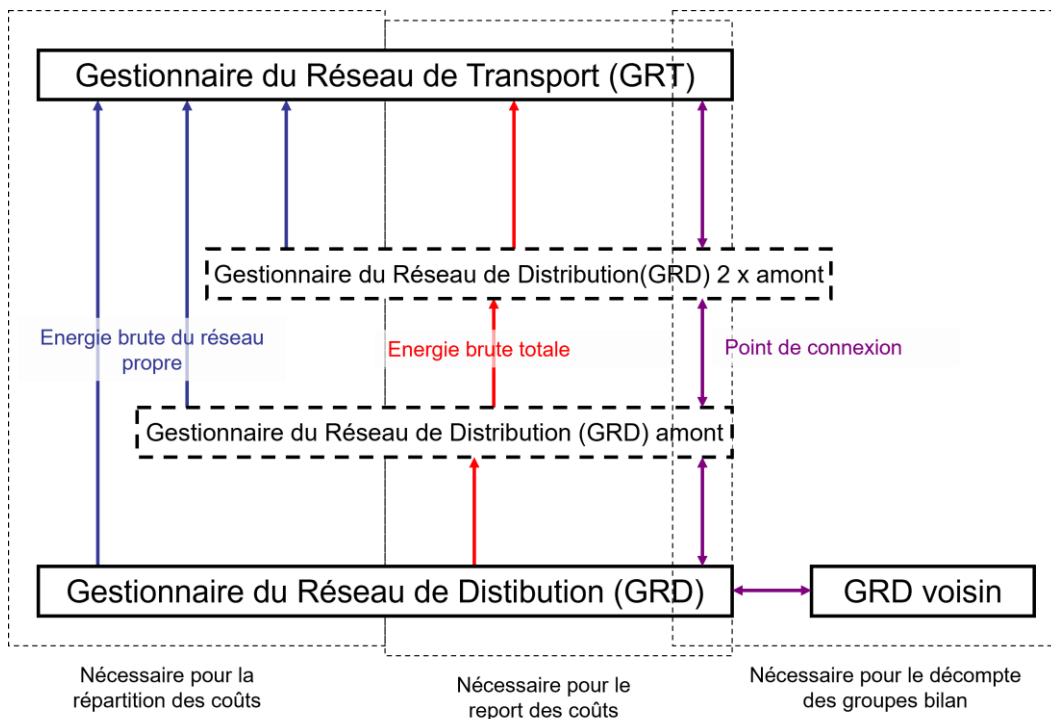 Gestionnaire du Réseau de Transport (GRT)
Gestionnaire du Réseau de Distribution(GRD) 2 x amont
Energie brute du réseau
propre
Energie brute totale
Point de connexion
Gestionnaire du Réseau de Distribution (GRD) amont
Gestionnaire du Réseau de Distibution (GRD)
GRD voisin
Nécessaire pour la
répartition des coûts
Nécessaire pour le
report des coûts
Nécessaire pour le décompte
des groupes bilan